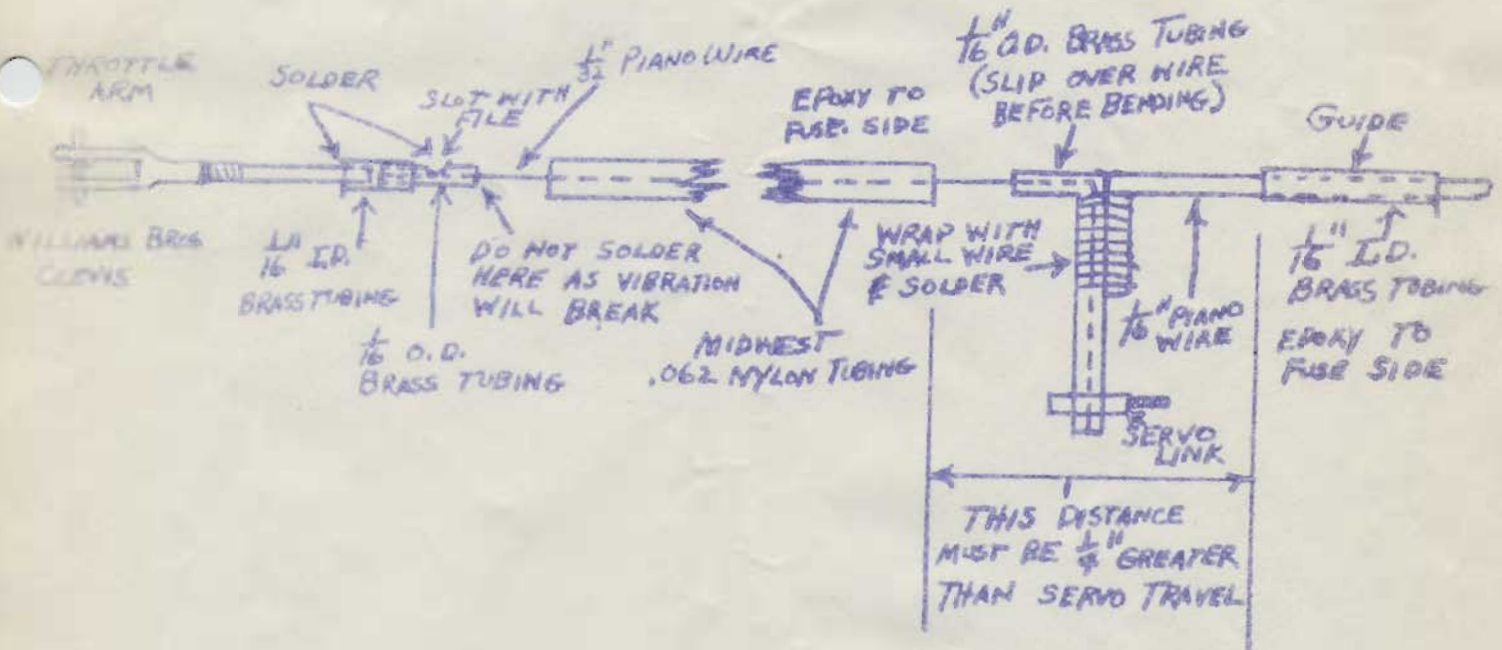 THROTTLE
ARM
SOLDER
SLOT WITH
FILE
1/32" PIANO WIRE
EPOXY TO
FUSE. SIDE
1/16" O.D. BRASS TUBING
(SLIP OVER WIRE
BEFORE BENDING)
GUIDE
WILLIAMS BROS
CLEVIS
1/16" I.D.
BRASS TUBING
1/16 O.D.
BRASS TUBING
DO NOT SOLDER
HERE AS VIBRATION
WILL BREAK
MIDWEST
.062 NYLON TUBING
WRAP WITH
SMALL WIRE
& SOLDER
1/16" PIANO
WIRE
1/16" I.D.
BRASS TUBING
EPOXY TO
FUSE SIDE
SERVO
LINK
THIS DISTANCE
MUST BE 1/4" GREATER
THAN SERVO TRAVEL